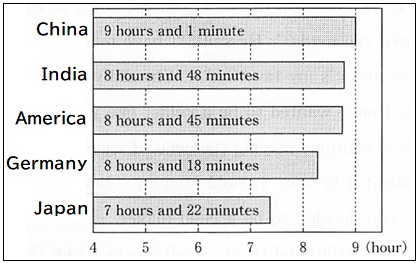 China 9 hours and 1 minute
India 8 hours and 48 minutes
America 8 hours and 45 minutes
Germany 8 hours and 18 minutes
Japan 7 hours and 22 minutes
4 5 6 7 8 9 (hour)